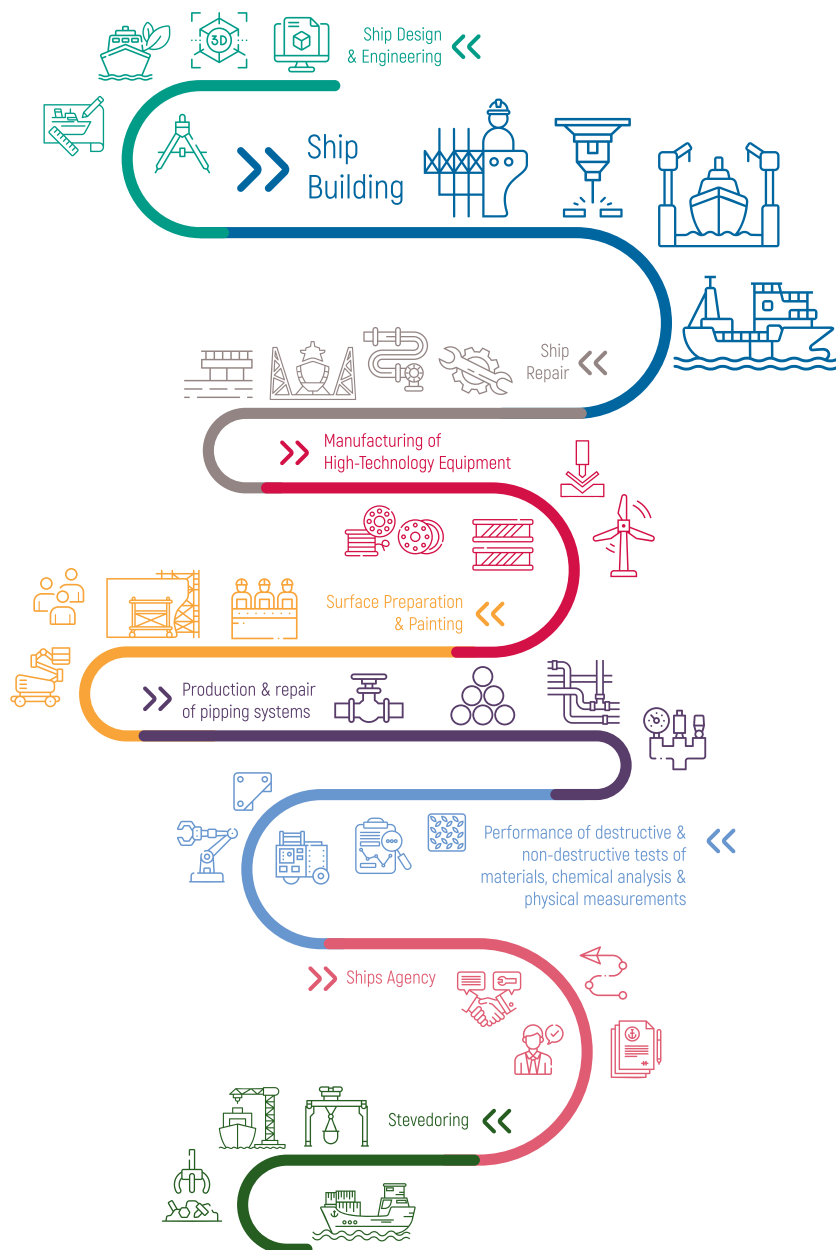 3D
Ship Design
& Engineering
Ship
Building
Ship
Repair
Manufacturing of
High-Technology Equipment
Surface Preparation
& Painting
Production & repair
of pipping systems
Performance of destructive &
non-destructive tests of
materials, chemical analysis &
physical measurements
Ships Agency
Stevedoring